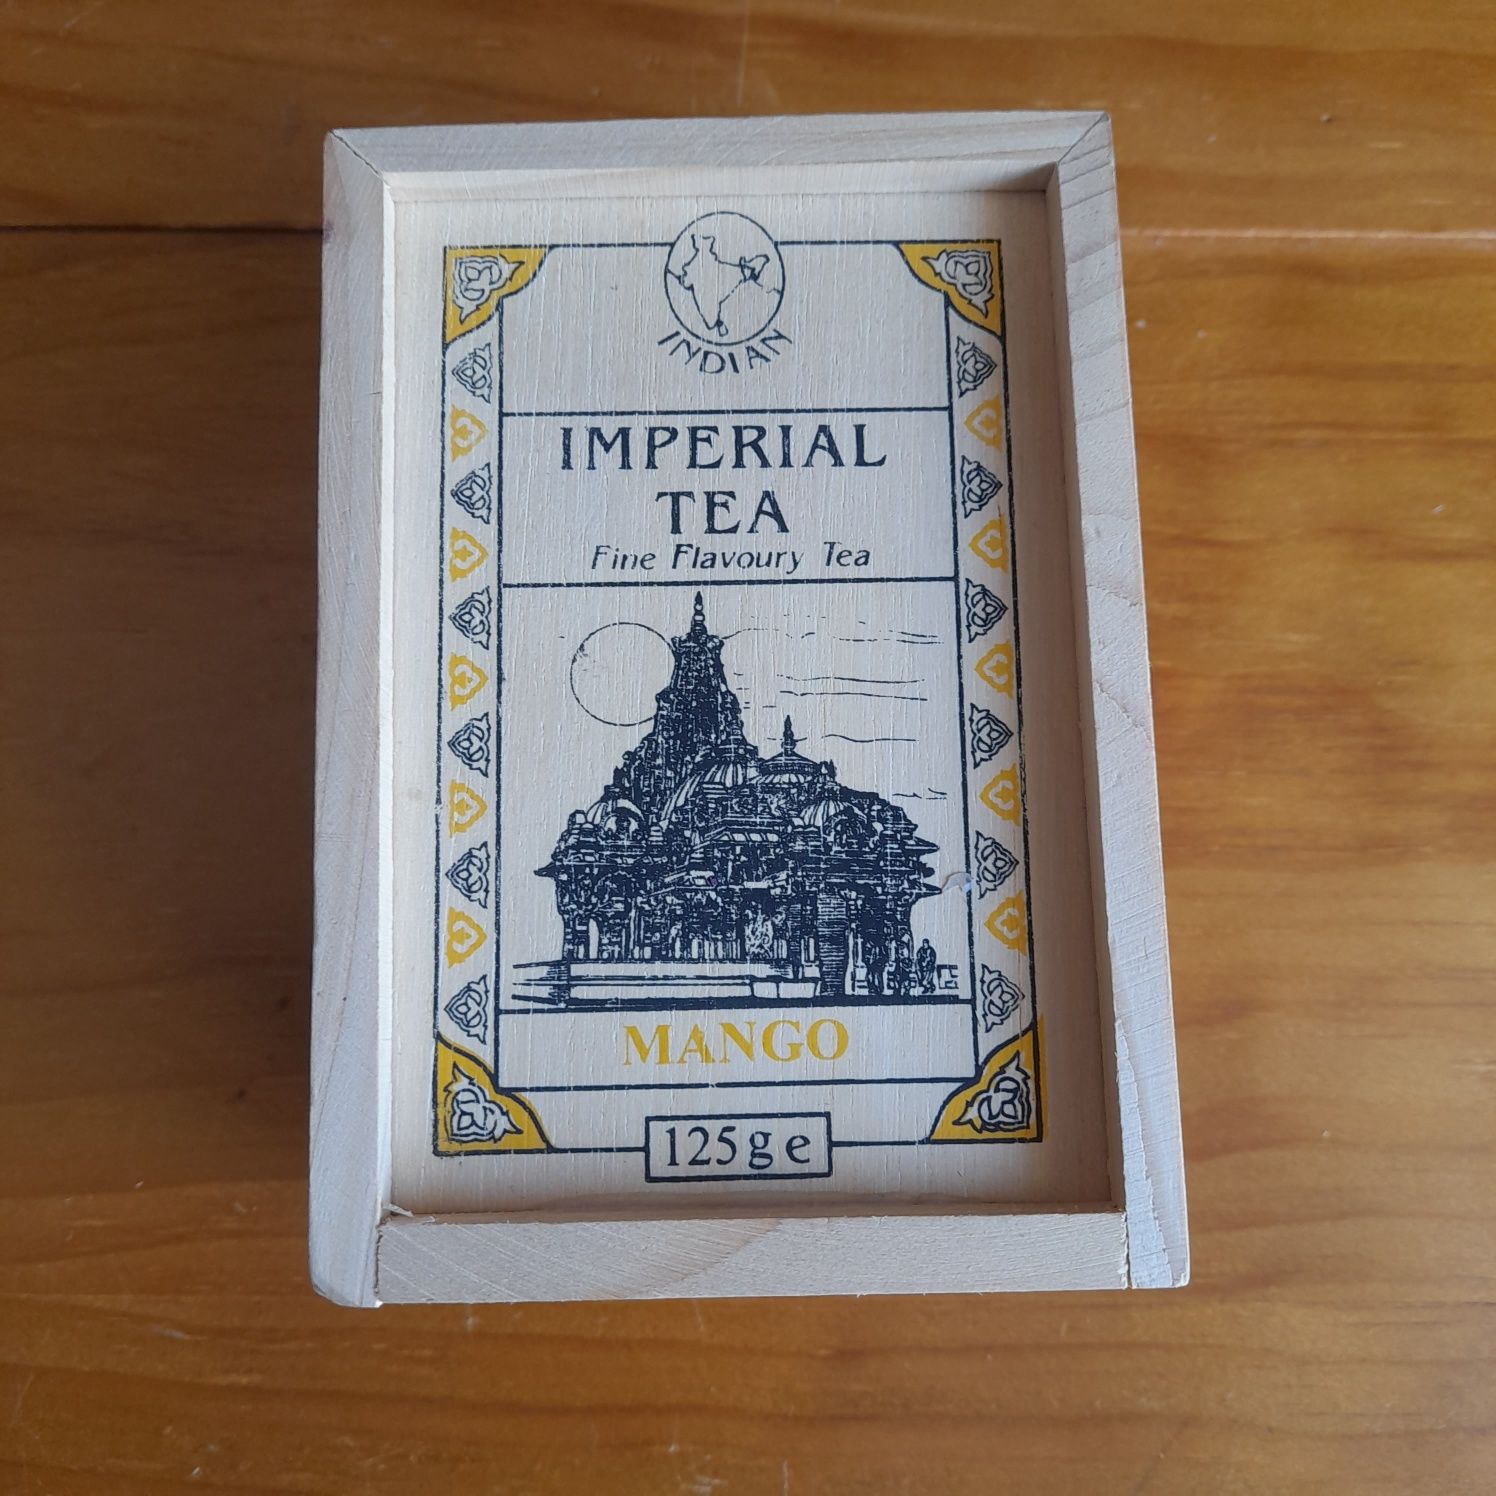 INDIAN
IMPERIAL
TEA
Fine Flavoury Tea
MANGO
125g e